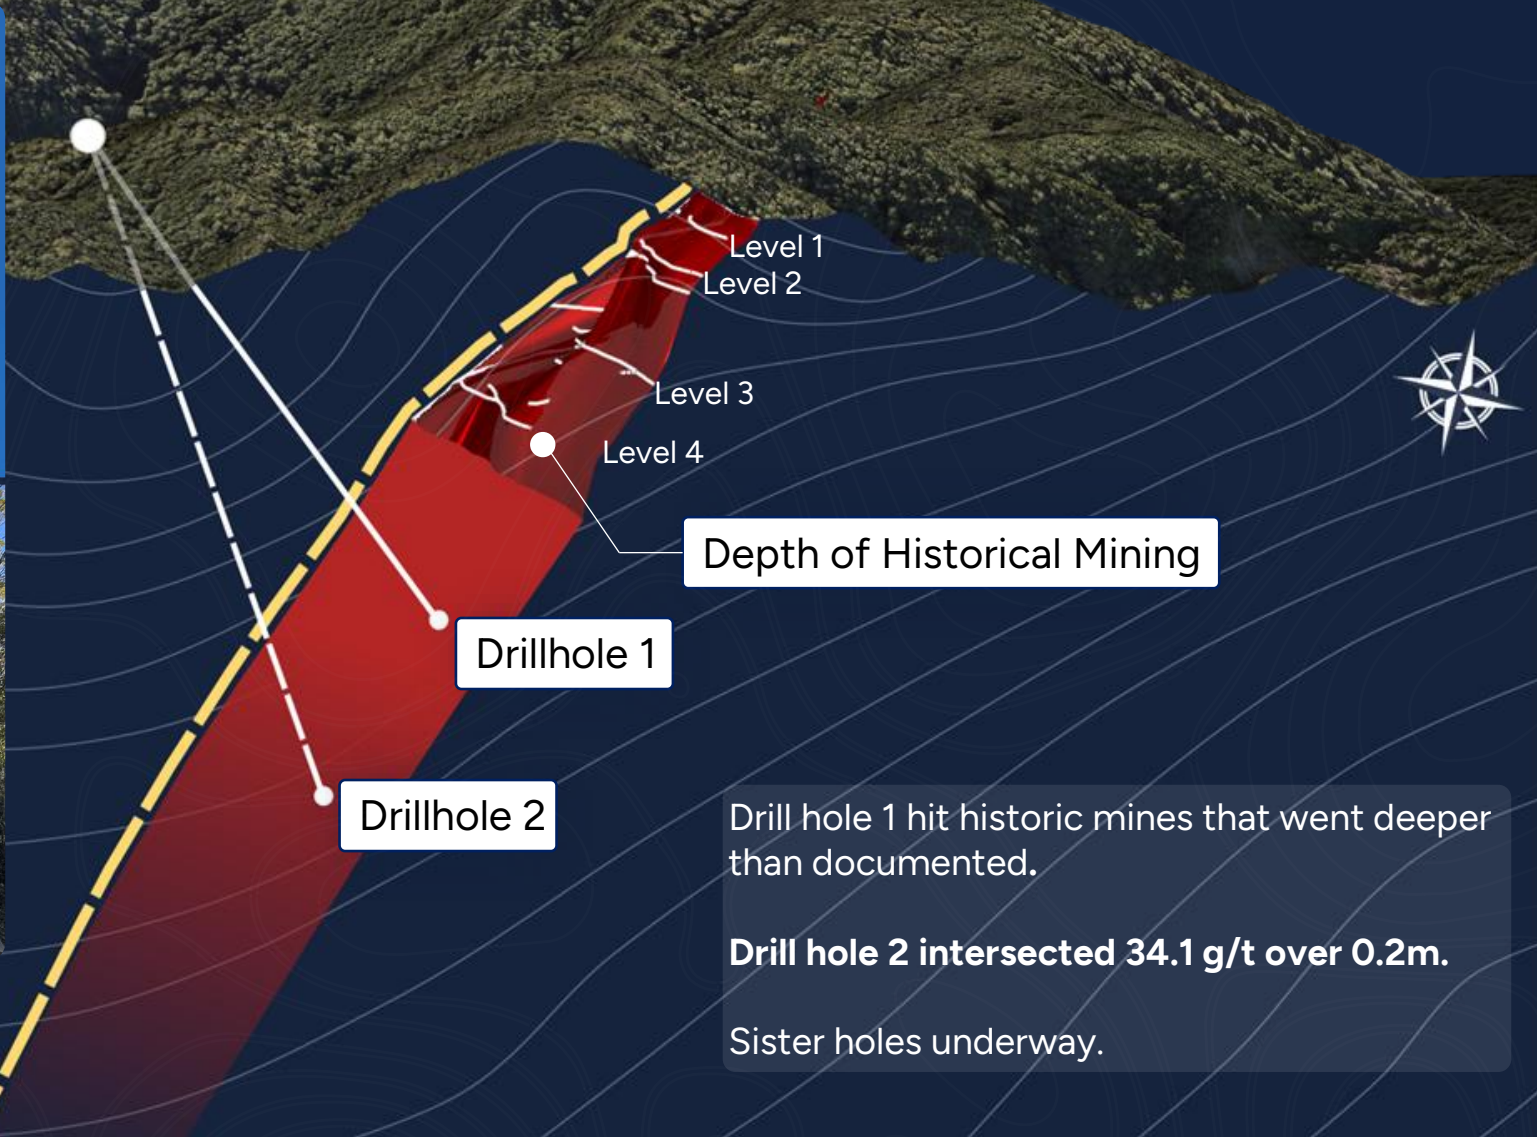 Level 1
Level 2
Level 3
Level 4
Depth of Historical Mining
Drillhole 1
Drillhole 2
Drill hole 1 hit historic mines that went deeper
than documented.
Drill hole 2 intersected 34.1 g/t over 0.2m.
Sister holes underway.